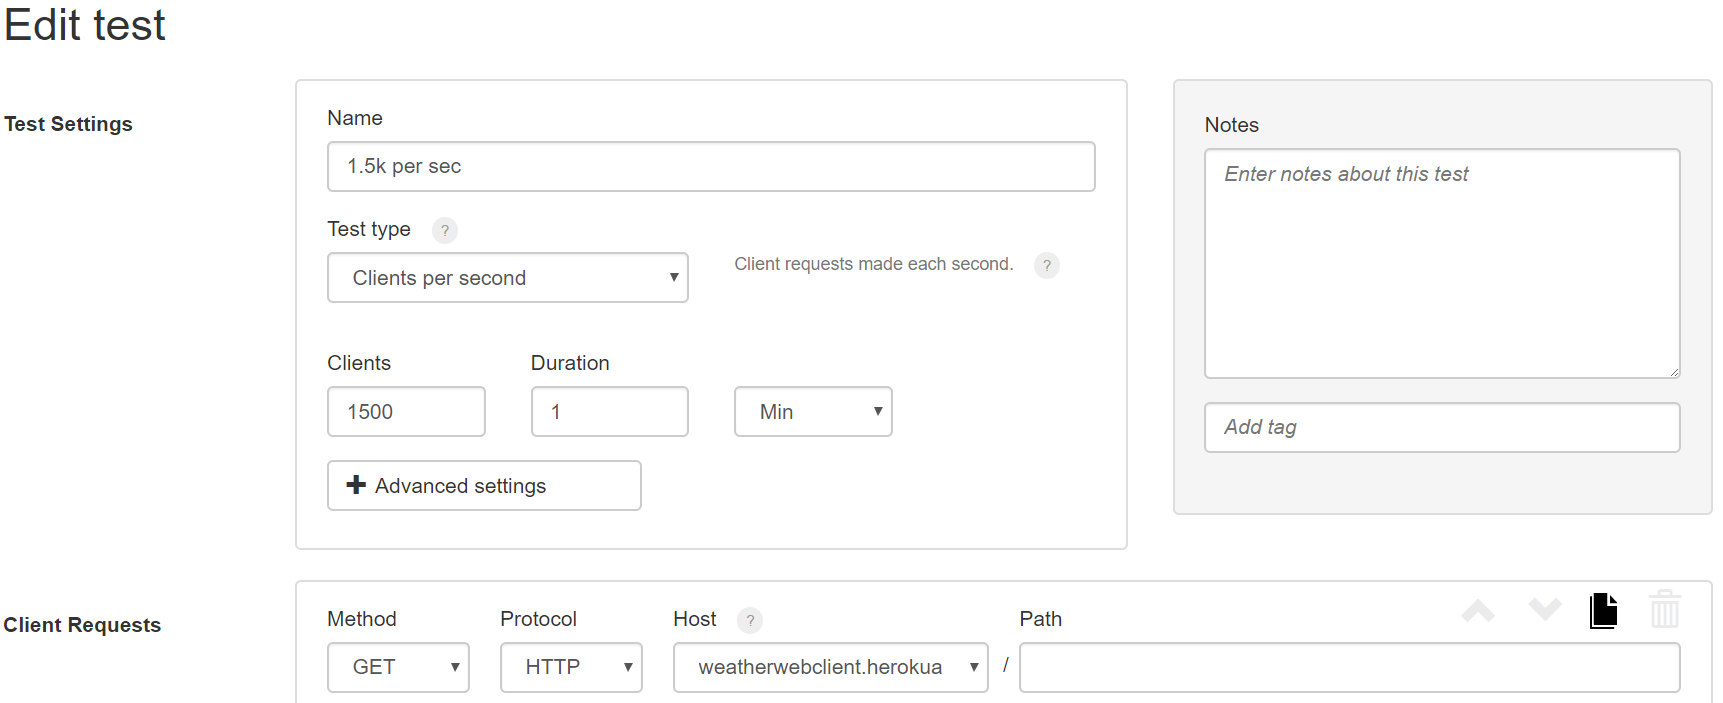 Edit test
Test Settings
Name
1.5k per sec
Test type ?
Clients per second
Client requests made each second. ?
Clients Duration
1500 1 Min
Advanced settings
Notes
Enter notes about this test
Add tag
Client Requests
Method Protocol Host ? Path
GET HTTP weatherwebclient.herokua /